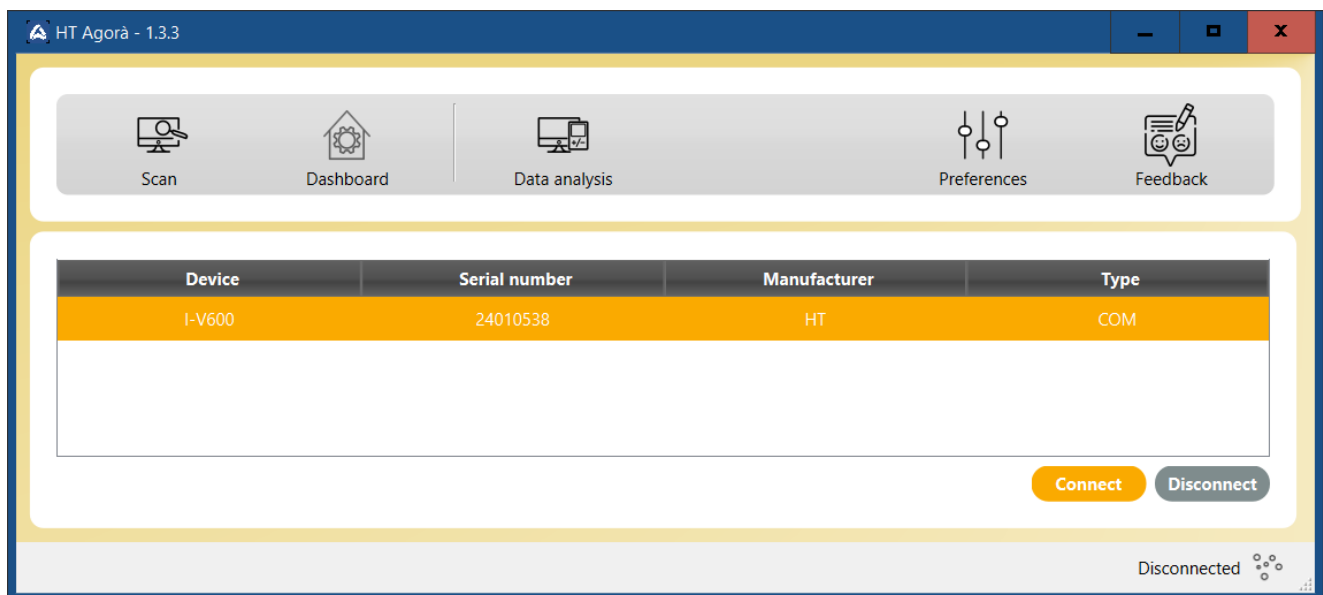 HT Agorà - 1.3.3
Scan
Dashboard
Data analysis
Preferences
Feedback
Device Serial number Manufacturer Type
I-V600 24010538 HT COM
Connect Disconnect
Disconnected